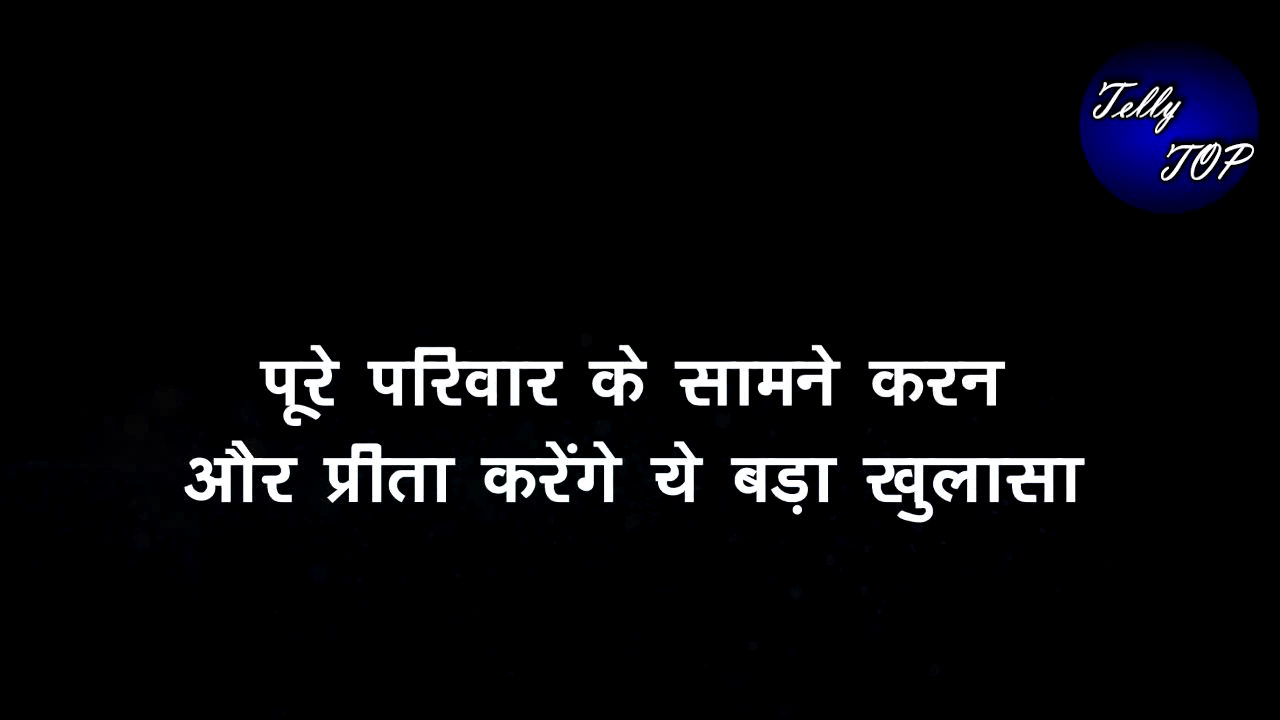 Telly
TOP
पूरे परिवार के सामने करन
और प्रीता करेंगे ये बड़ा खुलासा